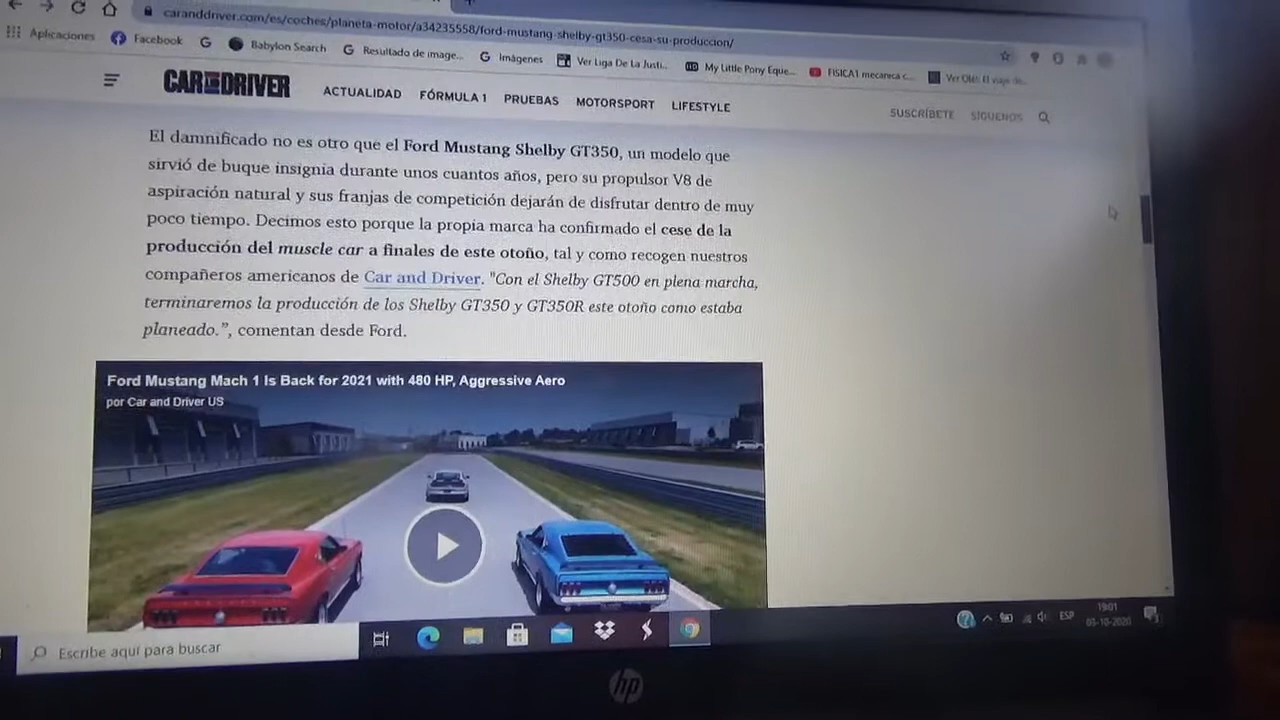 caranddriver.com/es/coches/planeta-motor/a34235558/ford-mustang-shelby-gt350-cesa-su-produccion/
Aplicaciones Facebook Babylon Search Resultado de image... Imágenes Ver Liga De La Justi... My Little Pony Eque... FISICA1 mecanica c...
CAR AND DRIVER ACTUALIDAD FÓRMULA 1 PRUEBAS MOTORSPORT LIFESTYLE SUSCRÍBETE SÍGUENOS
El damnificado no es otro que el Ford Mustang Shelby GT350, un modelo que
sirvió de buque insignia durante unos cuantos años, pero su propulsor V8 de
aspiración natural y sus franjas de competición dejarán de disfrutar dentro de muy
poco tiempo. Decimos esto porque la propia marca ha confirmado el cese de la
producción del muscle car a finales de este otoño, tal y como recogen nuestros
compañeros americanos de Car and Driver. "Con el Shelby GT500 en plena marcha,
terminaremos la producción de los Shelby GT350 y GT350R este otoño como estaba
planeado.”, comentan desde Ford.
Ford Mustang Mach 1 Is Back for 2021 with 480 HP, Aggressive Aero
por Car and Driver US
Escribe aquí para buscar
ESP
19:01
03-10-2020
hp